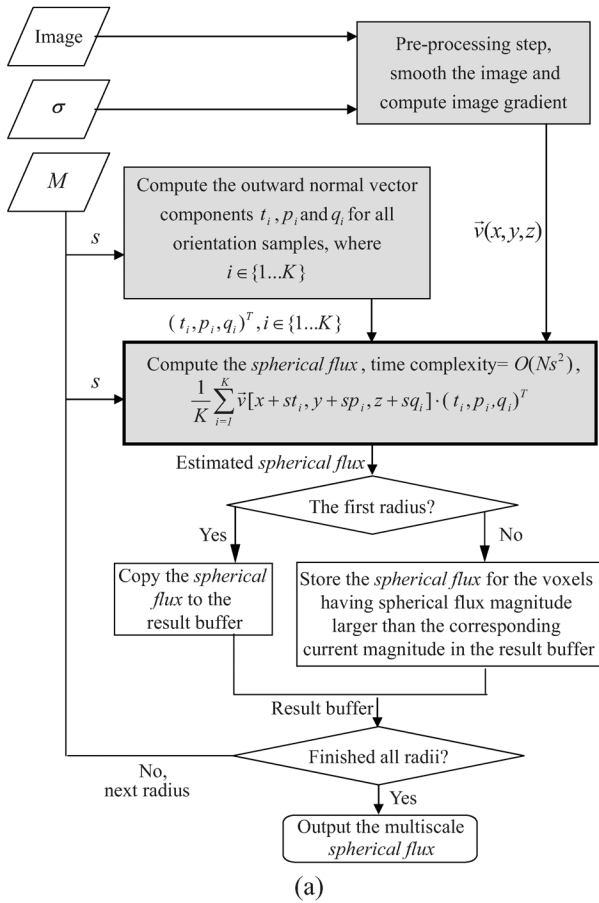 Image
Pre-processing step,
smooth the image and
compute image gradient
σ
M
Compute the outward normal vector
components tᵢ, pᵢ and qᵢ for all
orientation samples, where
i ∈ {1...K}
s
v⃗(x, y, z)
(tᵢ, pᵢ, qᵢ)ᵀ, i ∈ {1...K}
Compute the spherical flux, time complexity= O(Ns²),
1/K ∑_{i=1}^{K} v⃗[x + stᵢ, y + spᵢ, z + sqᵢ]·(tᵢ, pᵢ, qᵢ)ᵀ
s
Estimated spherical flux
The first radius?
Yes
No
Copy the spherical
flux to the
result buffer
Store the spherical flux for the voxels
having spherical flux magnitude
larger than the corresponding
current magnitude in the result buffer
Result buffer
Finished all radii?
No,
next radius
Yes
Output the multiscale
spherical flux
(a)